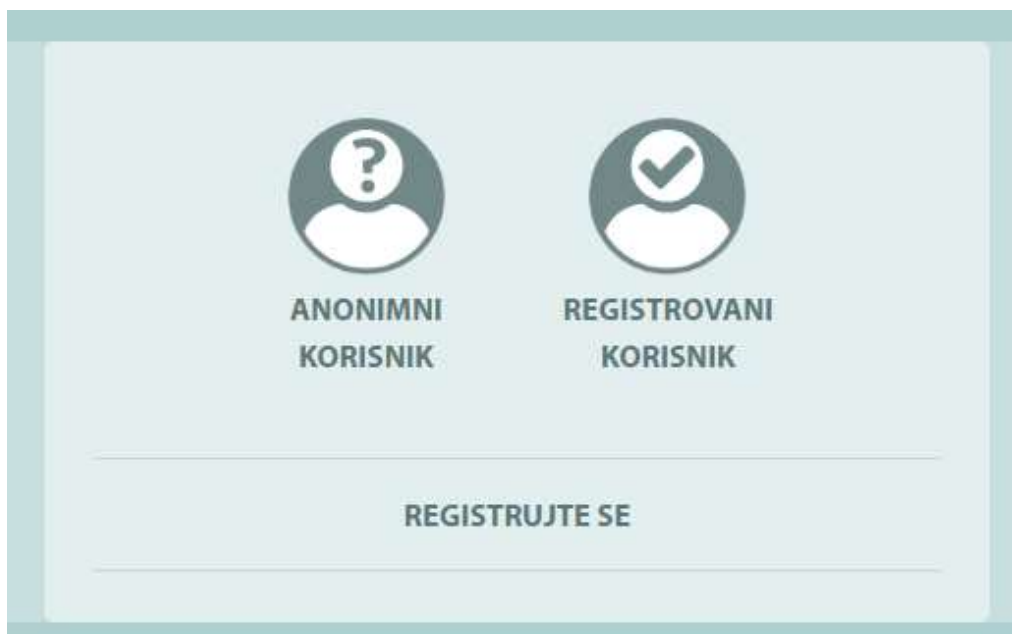 ANONIMNI
KORISNIK
REGISTROVANI
KORISNIK
REGISTRUJTE SE